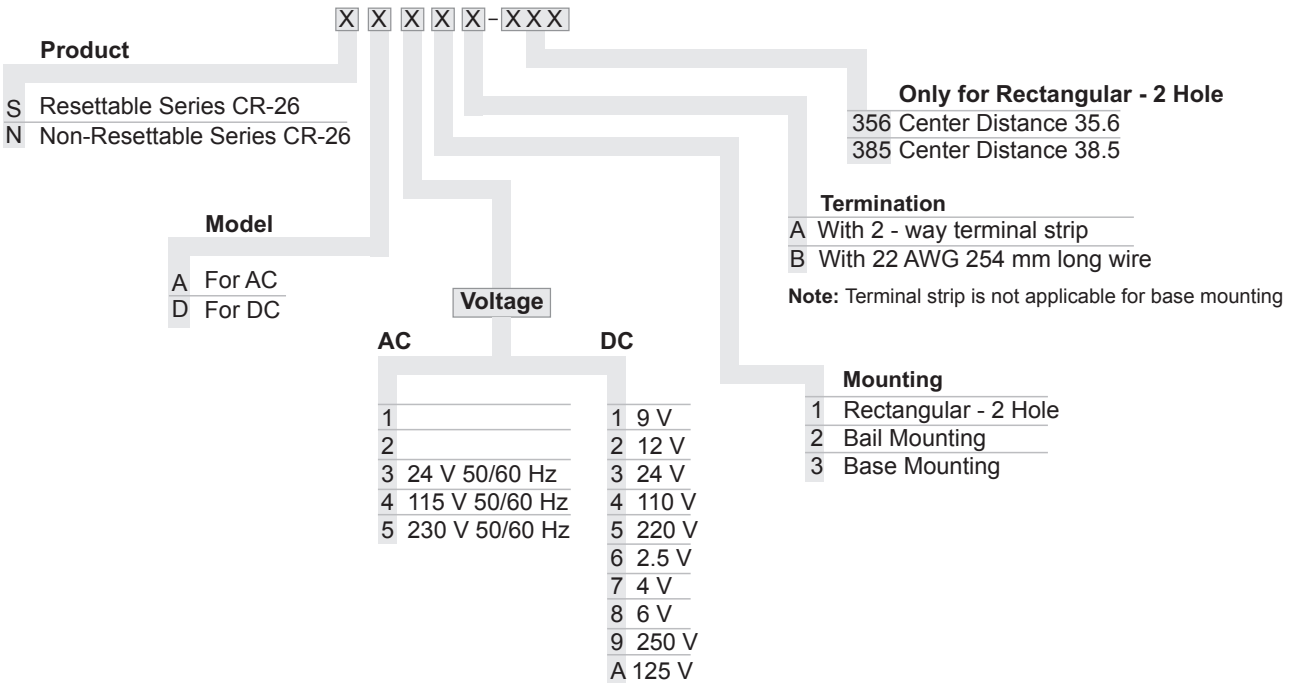 X X X X X - X X X
Product
S Resettable Series CR-26
N Non-Resettable Series CR-26
Model
A For AC
D For DC
Voltage
AC
1
2
3 24 V 50/60 Hz
4 115 V 50/60 Hz
5 230 V 50/60 Hz
DC
1 9 V
2 12 V
3 24 V
4 110 V
5 220 V
6 2.5 V
7 4 V
8 6 V
9 250 V
A 125 V
Only for Rectangular - 2 Hole
356 Center Distance 35.6
385 Center Distance 38.5
Termination
A With 2 - way terminal strip
B With 22 AWG 254 mm long wire
Note: Terminal strip is not applicable for base mounting
Mounting
1 Rectangular - 2 Hole
2 Bail Mounting
3 Base Mounting